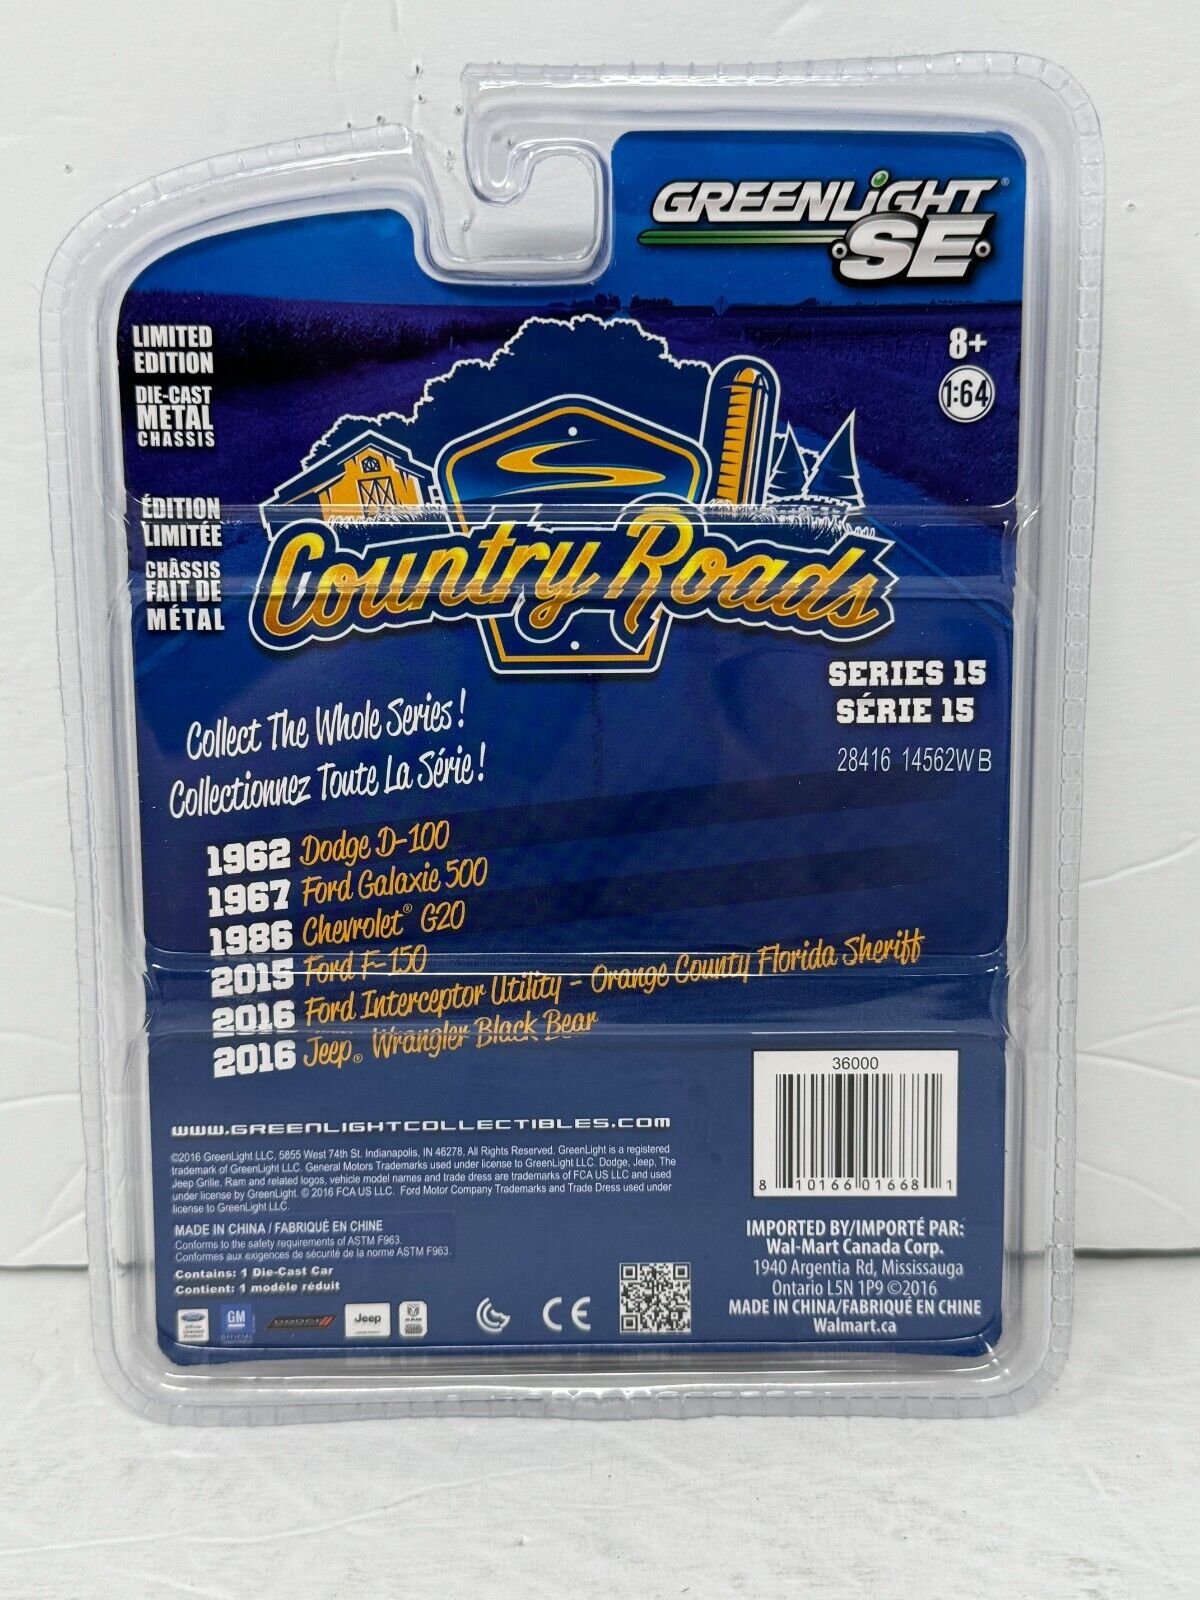 GREENLIGHT®
SE
LIMITED
EDITION
DIE-CAST
METAL
CHASSIS
8+
1:64
ÉDITION
LIMITÉE
CHÂSSIS
FAIT DE
MÉTAL
Country Roads
SERIES 15
SÉRIE 15
28416 14562WB
Collect The Whole Series!
Collectionnez Toute La Série!
1962 Dodge D-100
1967 Ford Galaxie 500
1986 Chevrolet® G20
2015 Ford F-150
2016 Ford Interceptor Utility - Orange County Florida Sheriff
2016 Jeep® Wrangler Black Bear
www.GREENLIGHTCOLLECTIBLES.com
©2016 GreenLight LLC, 5855 West 74th St. Indianapolis, IN 46278, All Rights Reserved. GreenLight is a registered
trademark of GreenLight LLC. General Motors Trademarks used under license to GreenLight LLC. Dodge, Jeep, The
Jeep Grille, Ram and related logos, vehicle model names and trade dress are trademarks of FCA US LLC and used
under license by GreenLight. © 2016 FCA US LLC. Ford Motor Company Trademarks and Trade Dress used under
license to GreenLight LLC.
MADE IN CHINA / FABRIQUÉ EN CHINE
Conforms to the safety requirements of ASTM F963.
Conformes aux exigences de sécurité de la norme ASTM F963.
Contains: 1 Die-Cast Car
Contient: 1 modèle réduit
Ford
Official
Licensed
Product
GM
OFFICIAL
DODGE
Jeep
RAM
CE
36000
8 10166 01668 1
IMPORTED BY/IMPORTÉ PAR:
Wal-Mart Canada Corp.
1940 Argentia Rd, Mississauga
Ontario L5N 1P9 ©2016
MADE IN CHINA/FABRIQUÉ EN CHINE
Walmart.ca